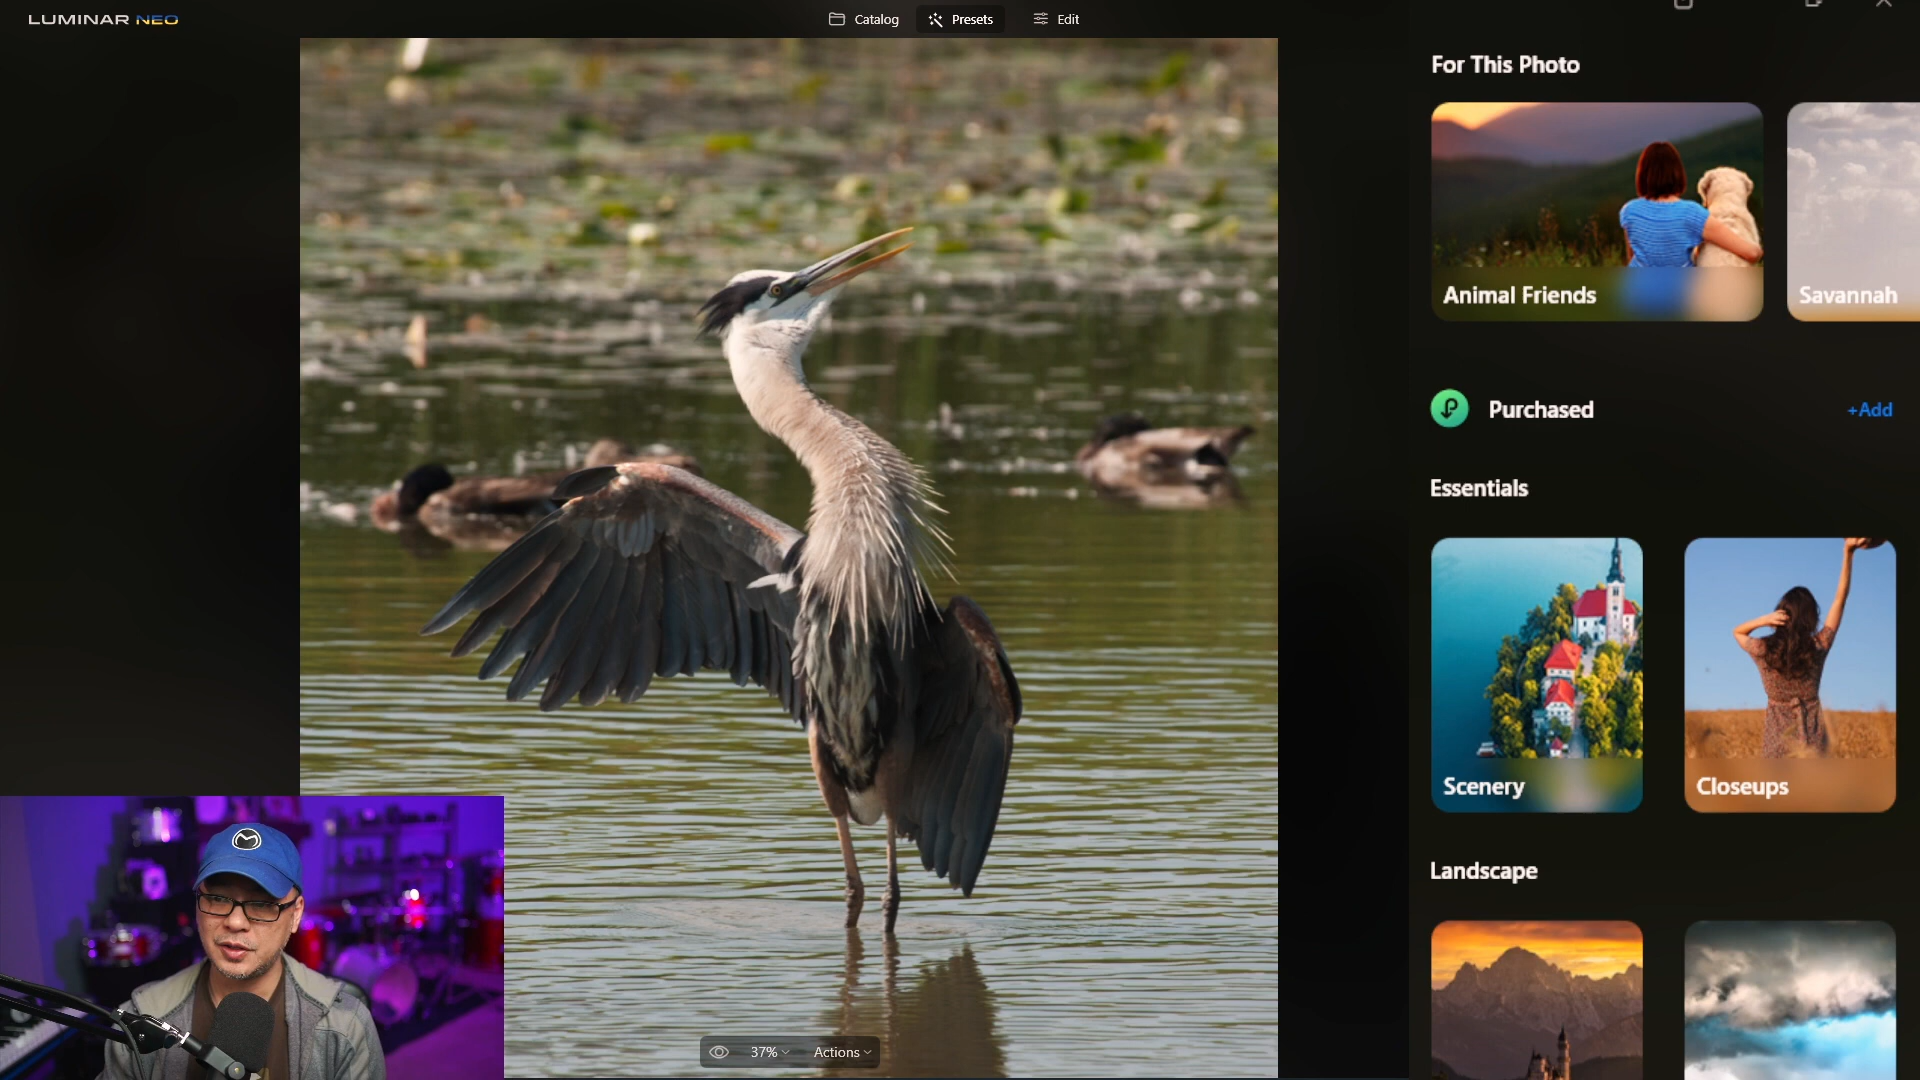 LUMINAR NEO
Catalog
Presets
Edit
For This Photo
Animal Friends
Savannah
Purchased
+Add
Essentials
Scenery
Closeups
Landscape
37%
Actions